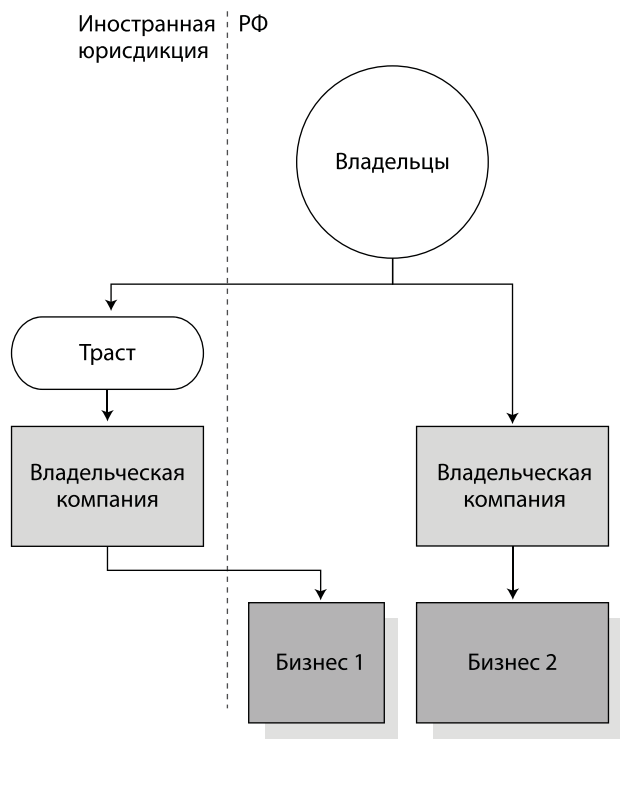 Иностранная
юрисдикция
РФ
Владельцы
Траст
Владельческая
компания
Владельческая
компания
Бизнес 1
Бизнес 2